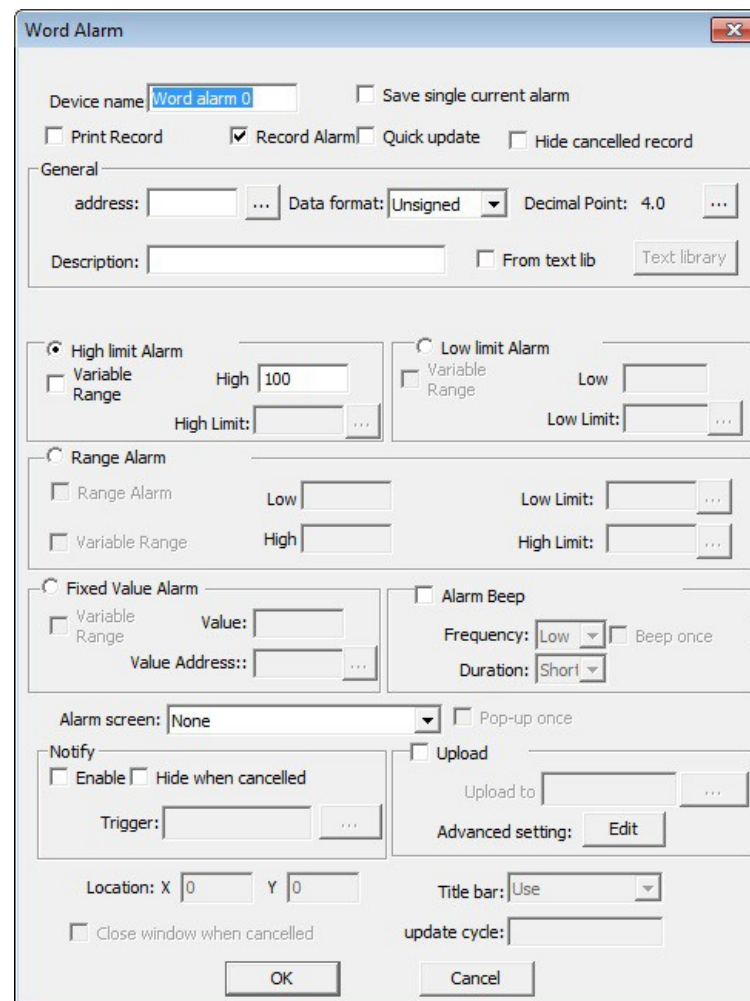 Word Alarm
Device name Word alarm 0 Save single current alarm
Print Record Record Alarm Quick update Hide cancelled record
General
address: ... Data format: Unsigned Decimal Point: 4.0 ...
Description: From text lib Text library
High limit Alarm
Variable Range High 100
High Limit: ...
Low limit Alarm
Variable Range Low
Low Limit: ...
Range Alarm
Range Alarm Low Low Limit: ...
Variable Range High High Limit: ...
Fixed Value Alarm
Variable Range Value:
Value Address:: ...
Alarm Beep
Frequency: Low Beep once
Duration: Short
Alarm screen: None Pop-up once
Notify
Enable Hide when cancelled
Trigger: ...
Upload
Upload to ...
Advanced setting: Edit
Location: X 0 Y 0 Title bar: Use
Close window when cancelled update cycle:
OK Cancel